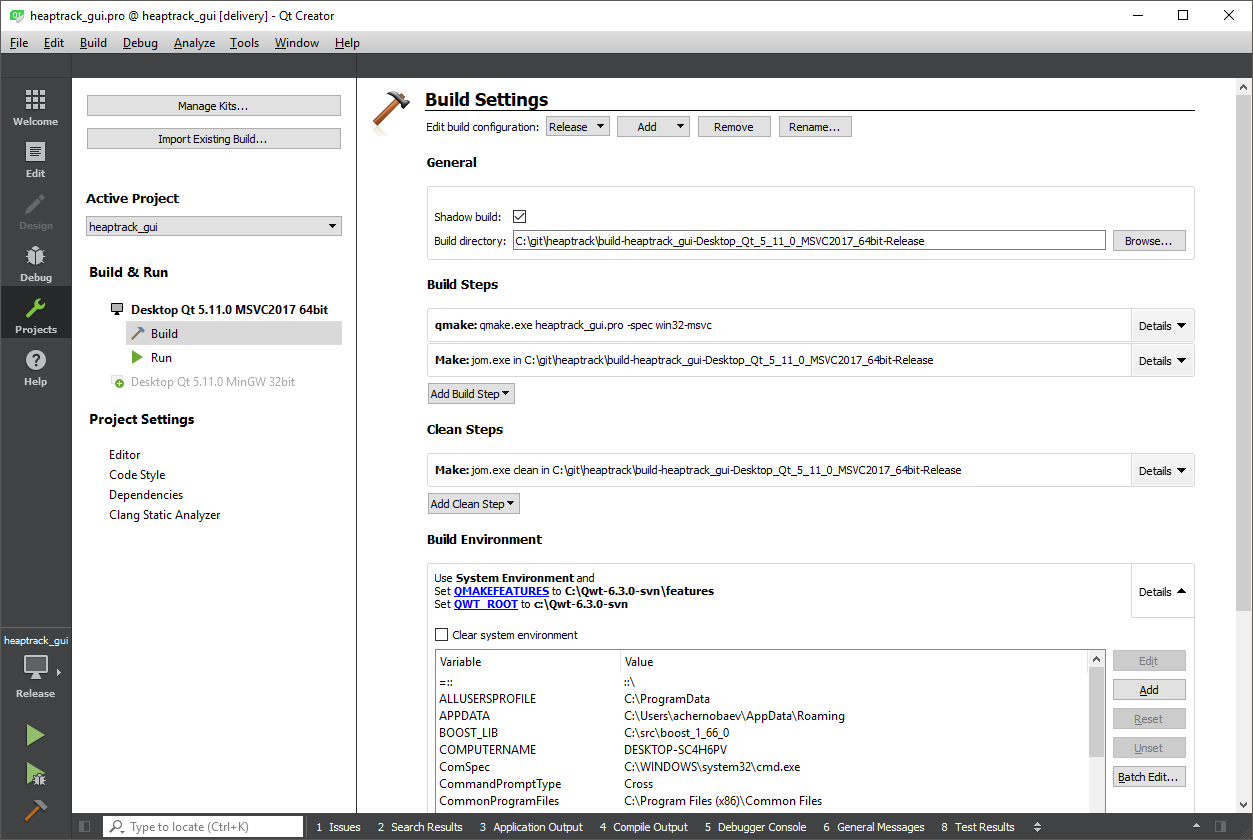 heaptrack_gui.pro @ heaptrack_gui [delivery] - Qt Creator
File Edit Build Debug Analyze Tools Window Help
Welcome
Edit
Design
Debug
Projects
Help
heaptrack_gui
Release
Manage Kits...
Import Existing Build...
Active Project
heaptrack_gui
Build & Run
Desktop Qt 5.11.0 MSVC2017 64bit
Build
Run
Desktop Qt 5.11.0 MinGW 32bit
Project Settings
Editor
Code Style
Dependencies
Clang Static Analyzer
Build Settings
Edit build configuration: Release Add Remove Rename...
General
Shadow build:
Build directory: C:\git\heaptrack\build-heaptrack_gui-Desktop_Qt_5_11_0_MSVC2017_64bit-Release Browse...
Build Steps
qmake: qmake.exe heaptrack_gui.pro -spec win32-msvc Details
Make: jom.exe in C:\git\heaptrack\build-heaptrack_gui-Desktop_Qt_5_11_0_MSVC2017_64bit-Release Details
Add Build Step
Clean Steps
Make: jom.exe clean in C:\git\heaptrack\build-heaptrack_gui-Desktop_Qt_5_11_0_MSVC2017_64bit-Release Details
Add Clean Step
Build Environment
Use System Environment and
Set QMAKEFEATURES to C:\Qwt-6.3.0-svn\features
Set QWT_ROOT to c:\Qwt-6.3.0-svn
Details
Clear system environment
Variable Value
=:: ::\
ALLUSERSPROFILE C:\ProgramData
APPDATA C:\Users\achernobaev\AppData\Roaming
BOOST_LIB C:\src\boost_1_66_0
COMPUTERNAME DESKTOP-SC4H6PV
ComSpec C:\WINDOWS\system32\cmd.exe
CommandPromptType Cross
CommonProgramFiles C:\Program Files (x86)\Common Files
Edit
Add
Reset
Unset
Batch Edit...
Type to locate (Ctrl+K) 1 Issues 2 Search Results 3 Application Output 4 Compile Output 5 Debugger Console 6 General Messages 8 Test Results